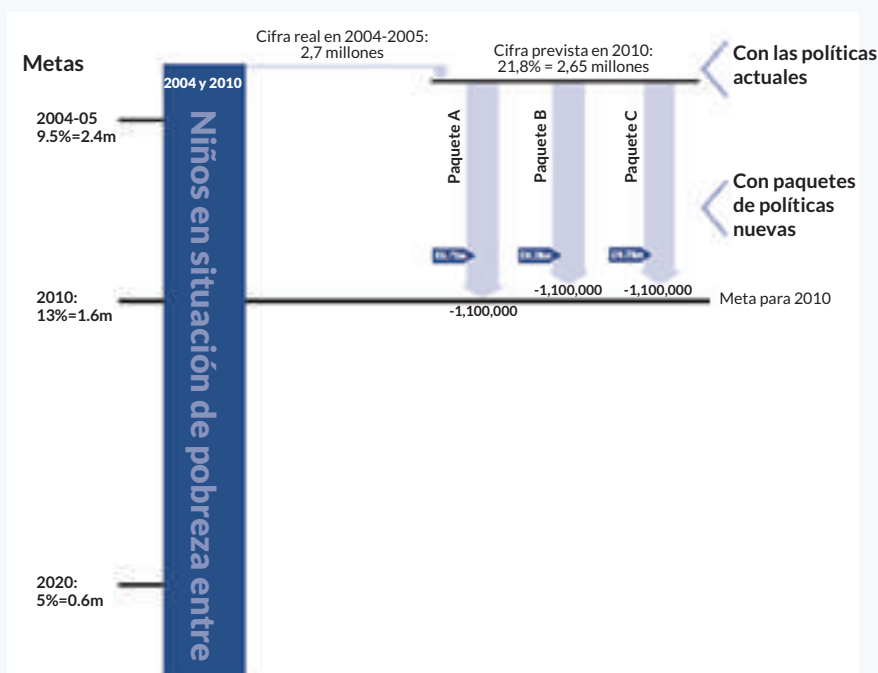 Metas
Cifra real en 2004-2005:
2,7 millones
Cifra prevista en 2010:
21,8% = 2,65 millones
Con las políticas
actuales
2004 y 2010
2004-05
9.5%=2.4m
Niños en situación de pobreza entre
Paquete A
Paquete B
Paquete C
Con paquetes
de políticas
nuevas
2010:
13%=1.6m
-1,100,000
-1,100,000
-1,100,000
Meta para 2010
2020:
5%=0.6m